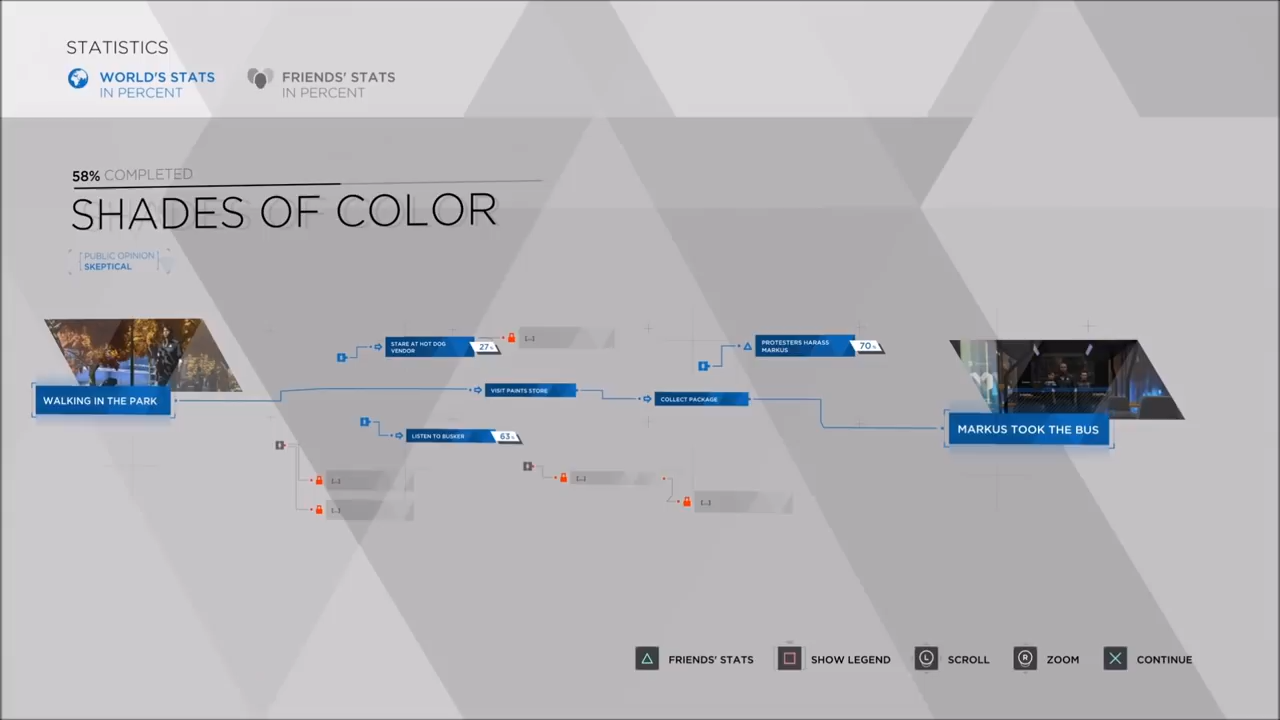 STATISTICS
WORLD'S STATS
IN PERCENT
FRIENDS' STATS
IN PERCENT
58% COMPLETED
SHADES OF COLOR
PUBLIC OPINION
SKEPTICAL
STARE AT HOT DOG
VENDOR
27%
[...]
PROTESTERS HARASS
MARKUS
70%
WALKING IN THE PARK
VISIT PAINTS STORE
COLLECT PACKAGE
MARKUS TOOK THE BUS
LISTEN TO BUSKER
63%
[...]
[...]
[...]
[...]
FRIENDS' STATS
SHOW LEGEND
L
SCROLL
R
ZOOM
CONTINUE